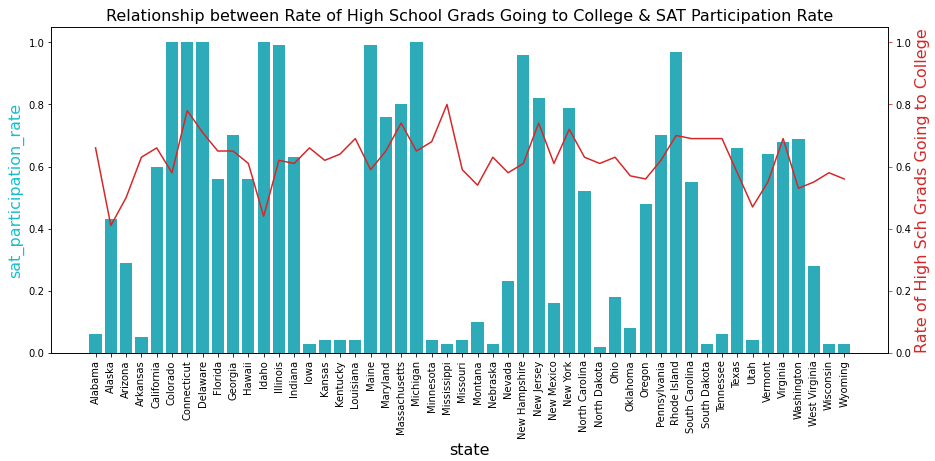 Relationship between Rate of High School Grads Going to College & SAT Participation Rate
sat_participation_rate
1.0
0.8
0.6
0.4
0.2
0.0
1.0
0.8
0.6
0.4
0.2
0.0
Rate of High Sch Grads Going to College
Alabama
Alaska
Arizona
Arkansas
California
Colorado
Connecticut
Delaware
Florida
Georgia
Hawaii
Idaho
Illinois
Indiana
Iowa
Kansas
Kentucky
Louisiana
Maine
Maryland
Massachusetts
Michigan
Minnesota
Mississippi
Missouri
Montana
Nebraska
Nevada
New Hampshire
New Jersey
New Mexico
New York
North Carolina
North Dakota
Ohio
Oklahoma
Oregon
Pennsylvania
Rhode Island
South Carolina
South Dakota
Tennessee
Texas
Utah
Vermont
Virginia
Washington
West Virginia
Wisconsin
Wyoming
state